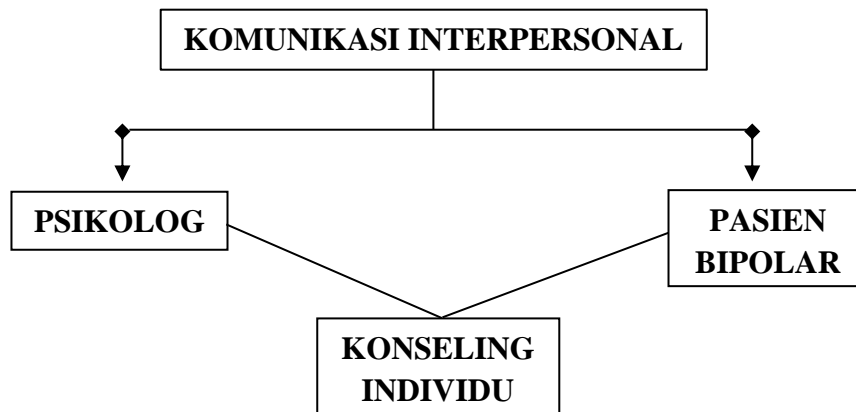 KOMUNIKASI INTERPERSONAL
PSIKOLOG
PASIEN
BIPOLAR
KONSELING
INDIVIDU